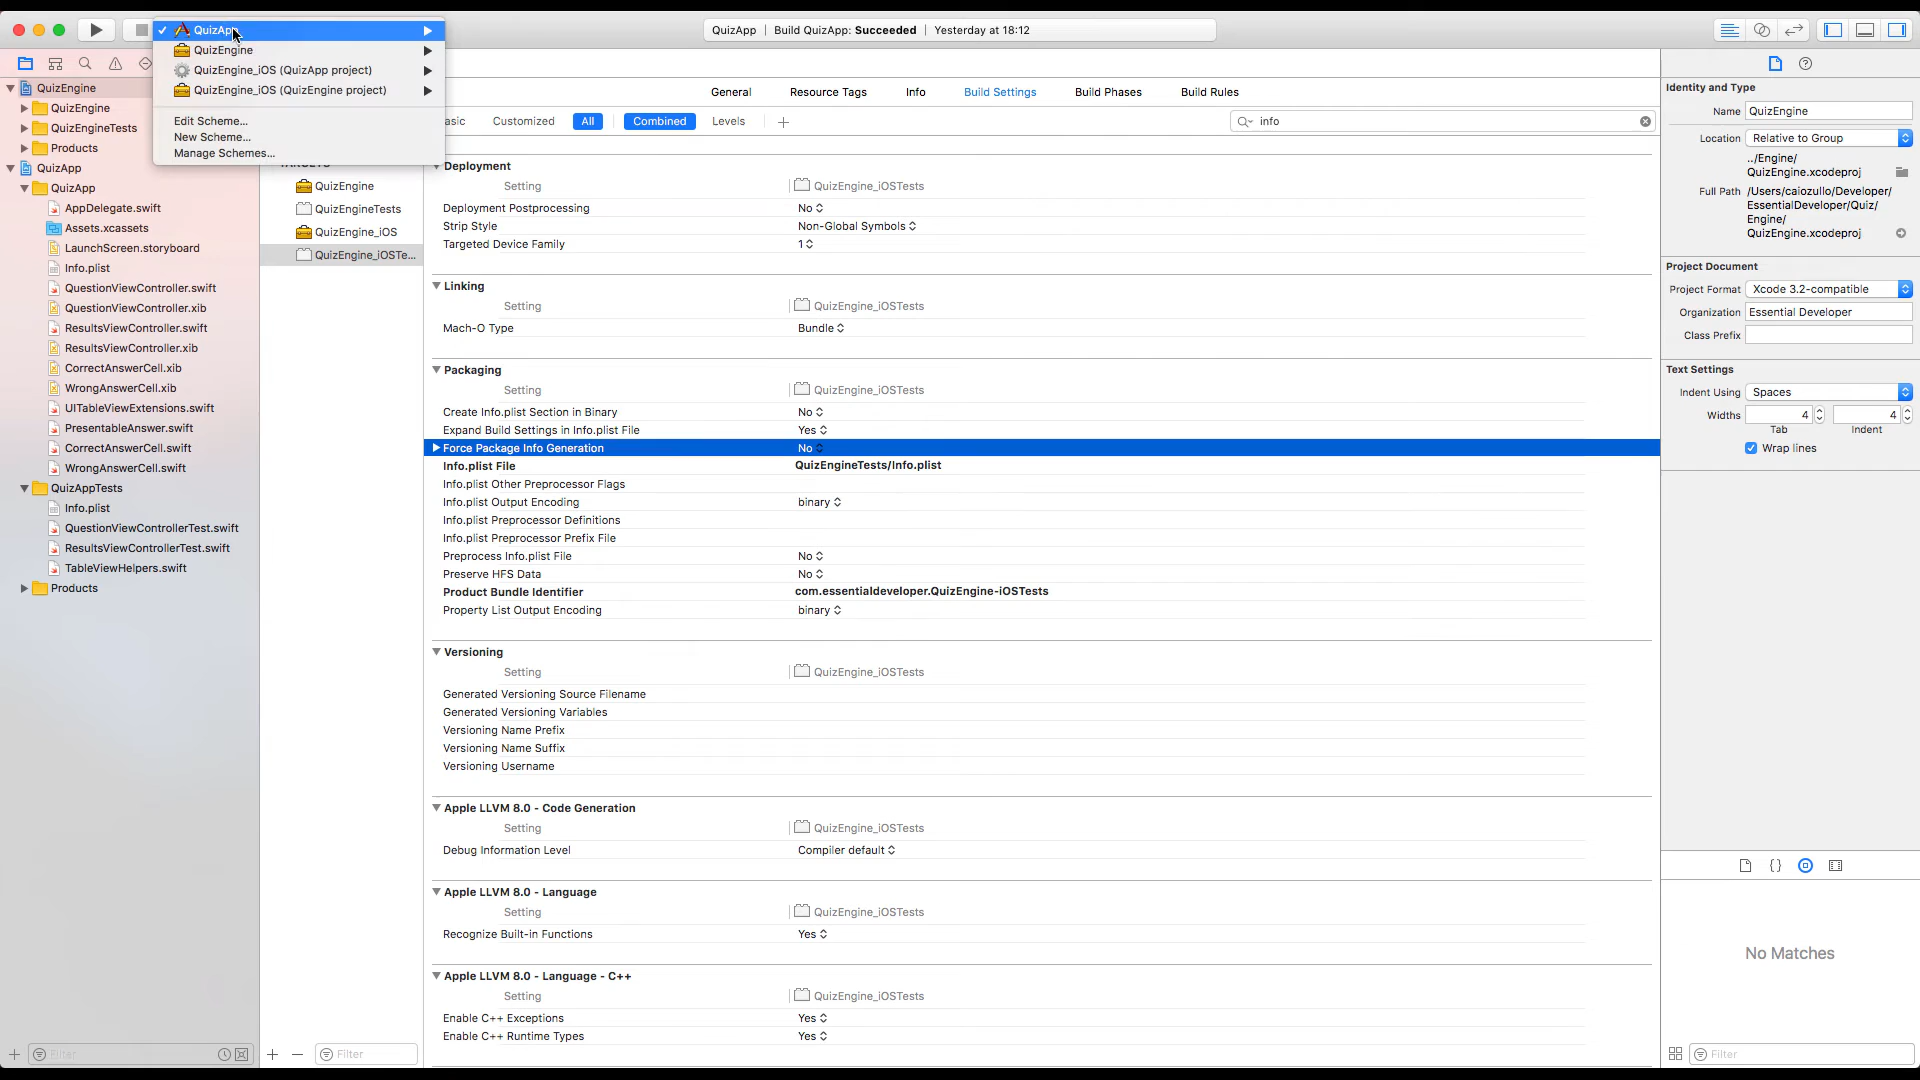 QuizApp
QuizEngine
QuizEngine_iOS (QuizApp project)
QuizEngine_iOS (QuizEngine project)
Edit Scheme...
New Scheme...
Manage Schemes...
QuizApp | Build QuizApp: Succeeded | Yesterday at 18:12
QuizEngine
QuizEngine
QuizEngineTests
Products
QuizApp
QuizApp
AppDelegate.swift
Assets.xcassets
LaunchScreen.storyboard
Info.plist
QuestionViewController.swift
QuestionViewController.xib
ResultsViewController.swift
ResultsViewController.xib
CorrectAnswerCell.xib
WrongAnswerCell.xib
UITableViewExtensions.swift
PresentableAnswer.swift
CorrectAnswerCell.swift
WrongAnswerCell.swift
QuizAppTests
Info.plist
QuestionViewControllerTest.swift
ResultsViewControllerTest.swift
TableViewHelpers.swift
Products
Filter
QuizEngine
QuizEngineTests
QuizEngine_iOS
QuizEngine_iOSTe...
Filter
General Resource Tags Info Build Settings Build Phases Build Rules
asic Customized All Combined Levels info
Deployment
Setting QuizEngine_iOSTests
Deployment Postprocessing No
Strip Style Non-Global Symbols
Targeted Device Family 1
Linking
Setting QuizEngine_iOSTests
Mach-O Type Bundle
Packaging
Setting QuizEngine_iOSTests
Create Info.plist Section in Binary No
Expand Build Settings in Info.plist File Yes
Force Package Info Generation No
Info.plist File QuizEngineTests/Info.plist
Info.plist Other Preprocessor Flags
Info.plist Output Encoding binary
Info.plist Preprocessor Definitions
Info.plist Preprocessor Prefix File
Preprocess Info.plist File No
Preserve HFS Data No
Product Bundle Identifier com.essentialdeveloper.QuizEngine-iOSTests
Property List Output Encoding binary
Versioning
Setting QuizEngine_iOSTests
Generated Versioning Source Filename
Generated Versioning Variables
Versioning Name Prefix
Versioning Name Suffix
Versioning Username
Apple LLVM 8.0 - Code Generation
Setting QuizEngine_iOSTests
Debug Information Level Compiler default
Apple LLVM 8.0 - Language
Setting QuizEngine_iOSTests
Recognize Built-in Functions Yes
Apple LLVM 8.0 - Language - C++
Setting QuizEngine_iOSTests
Enable C++ Exceptions Yes
Enable C++ Runtime Types Yes
Identity and Type
Name QuizEngine
Location Relative to Group
../Engine/
QuizEngine.xcodeproj
Full Path /Users/caiozullo/Developer/
EssentialDeveloper/Quiz/
Engine/
QuizEngine.xcodeproj
Project Document
Project Format Xcode 3.2-compatible
Organization Essential Developer
Class Prefix
Text Settings
Indent Using Spaces
Widths 4 4
Tab Indent
Wrap lines
No Matches
Filter